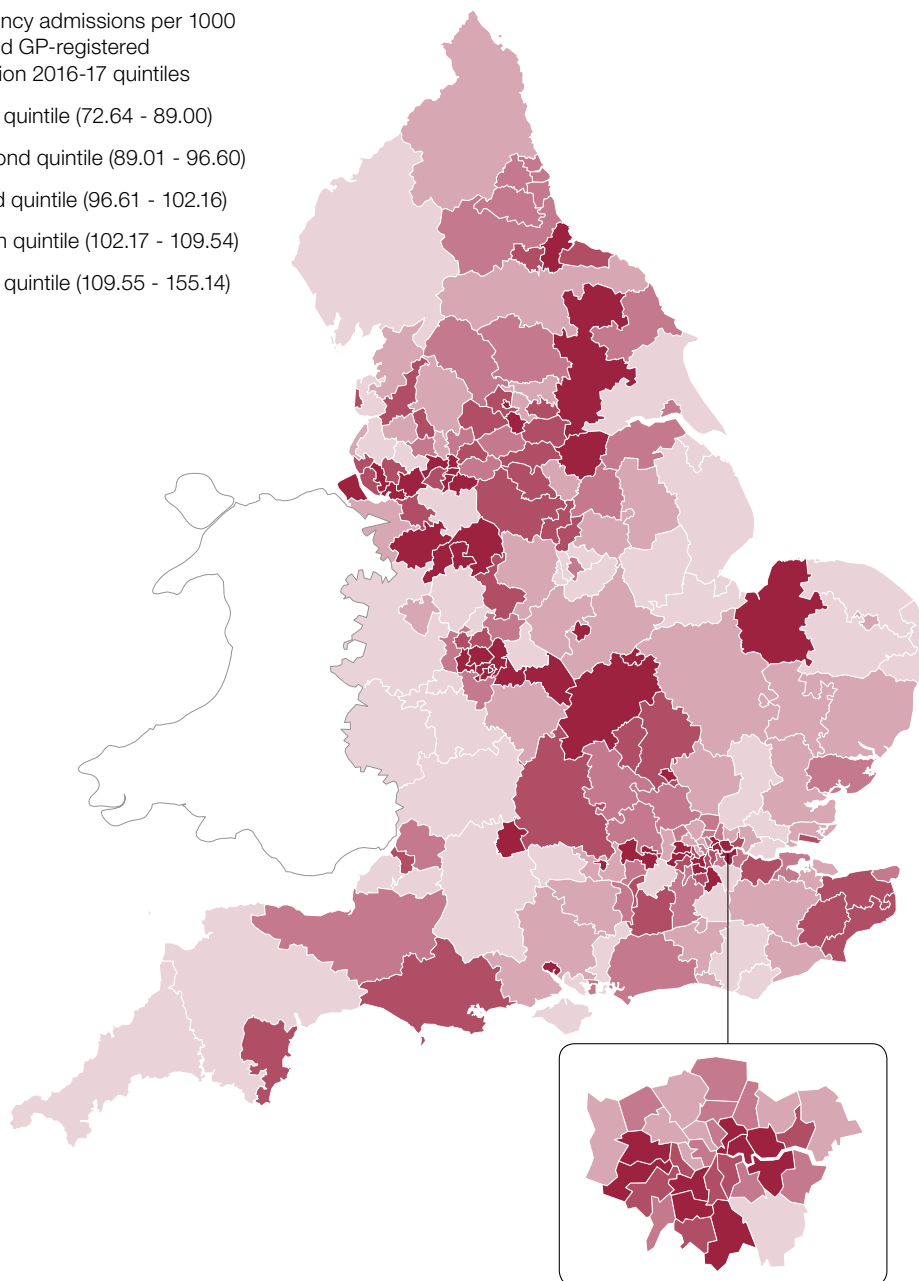 ncy admissions per 1000
d GP-registered
ion 2016-17 quintiles
quintile (72.64 - 89.00)
ond quintile (89.01 - 96.60)
d quintile (96.61 - 102.16)
n quintile (102.17 - 109.54)
quintile (109.55 - 155.14)